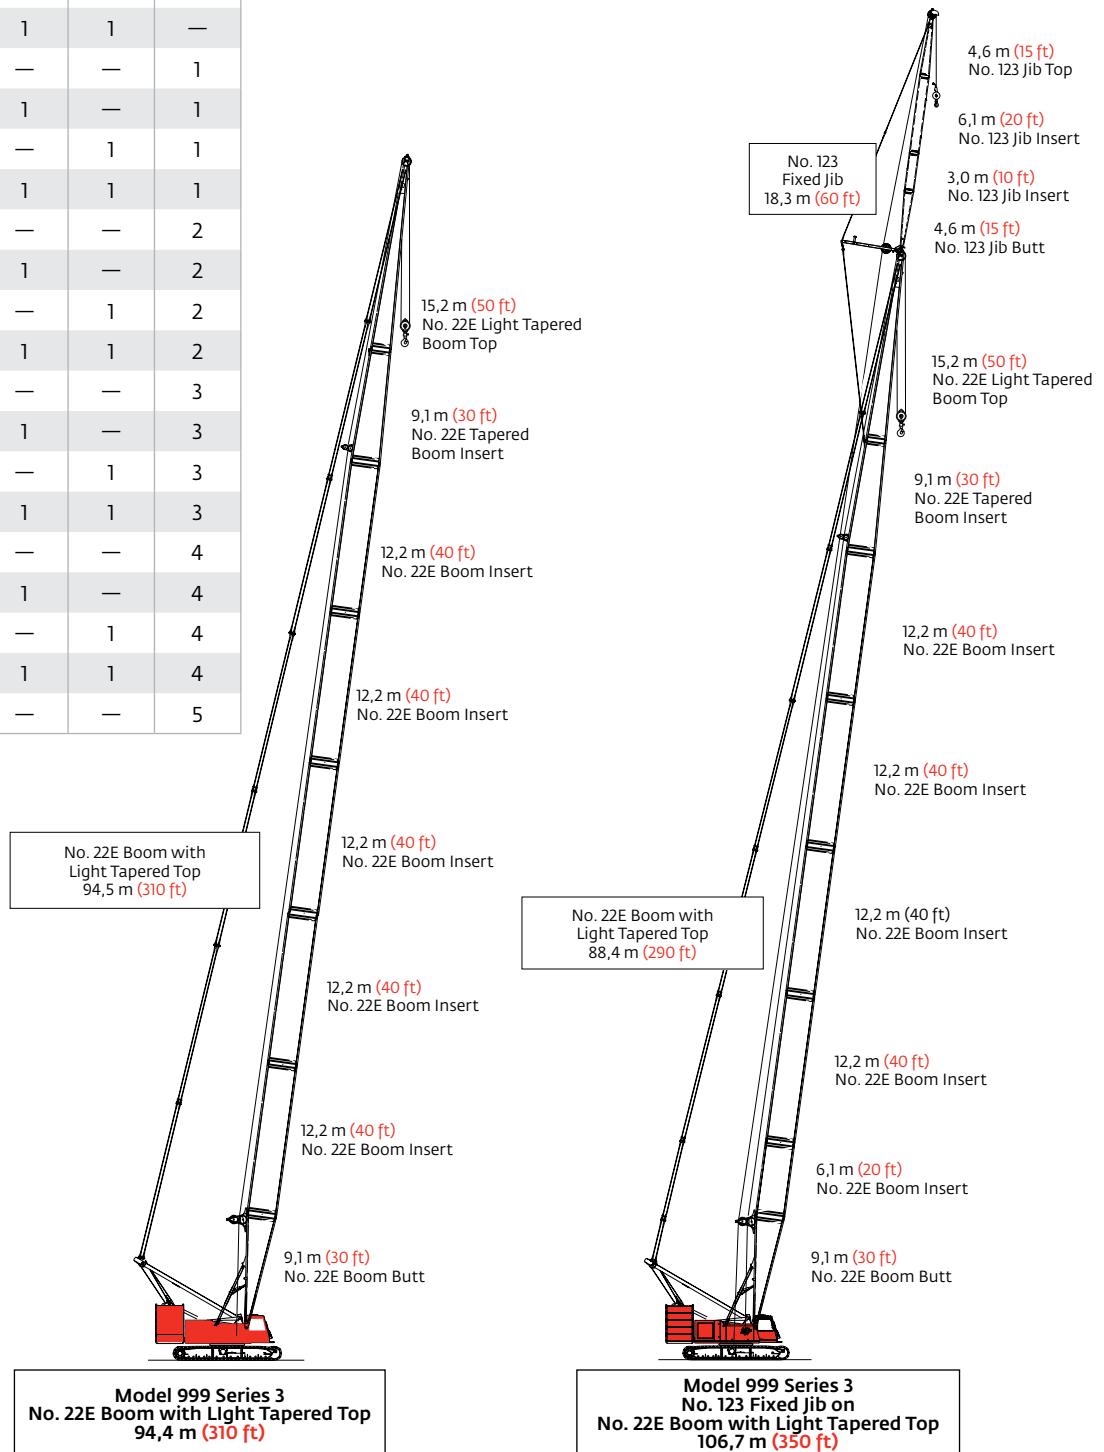 1 1 —
— — 1
1 — 1
— 1 1
1 1 1
— — 2
1 — 2
— 1 2
1 1 2
— — 3
1 — 3
— 1 3
1 1 3
— — 4
1 — 4
— 1 4
1 1 4
— — 5
15,2 m (50 ft)
No. 22E Light Tapered
Boom Top
9,1 m (30 ft)
No. 22E Tapered
Boom Insert
12,2 m (40 ft)
No. 22E Boom Insert
12,2 m (40 ft)
No. 22E Boom Insert
12,2 m (40 ft)
No. 22E Boom Insert
12,2 m (40 ft)
No. 22E Boom Insert
12,2 m (40 ft)
No. 22E Boom Insert
9,1 m (30 ft)
No. 22E Boom Butt
No. 22E Boom with
Light Tapered Top
94,5 m (310 ft)
Model 999 Series 3
No. 22E Boom with LIght Tapered Top
94,4 m (310 ft)
4,6 m (15 ft)
No. 123 Jib Top
6,1 m (20 ft)
No. 123 Jib Insert
3,0 m (10 ft)
No. 123 Jib Insert
4,6 m (15 ft)
No. 123 Jib Butt
No. 123
Fixed Jib
18,3 m (60 ft)
15,2 m (50 ft)
No. 22E Light Tapered
Boom Top
9,1 m (30 ft)
No. 22E Tapered
Boom Insert
12,2 m (40 ft)
No. 22E Boom Insert
12,2 m (40 ft)
No. 22E Boom Insert
12,2 m (40 ft)
No. 22E Boom Insert
12,2 m (40 ft)
No. 22E Boom Insert
6,1 m (20 ft)
No. 22E Boom Insert
9,1 m (30 ft)
No. 22E Boom Butt
No. 22E Boom with
Light Tapered Top
88,4 m (290 ft)
Model 999 Series 3
No. 123 Fixed Jib on
No. 22E Boom with Light Tapered Top
106,7 m (350 ft)